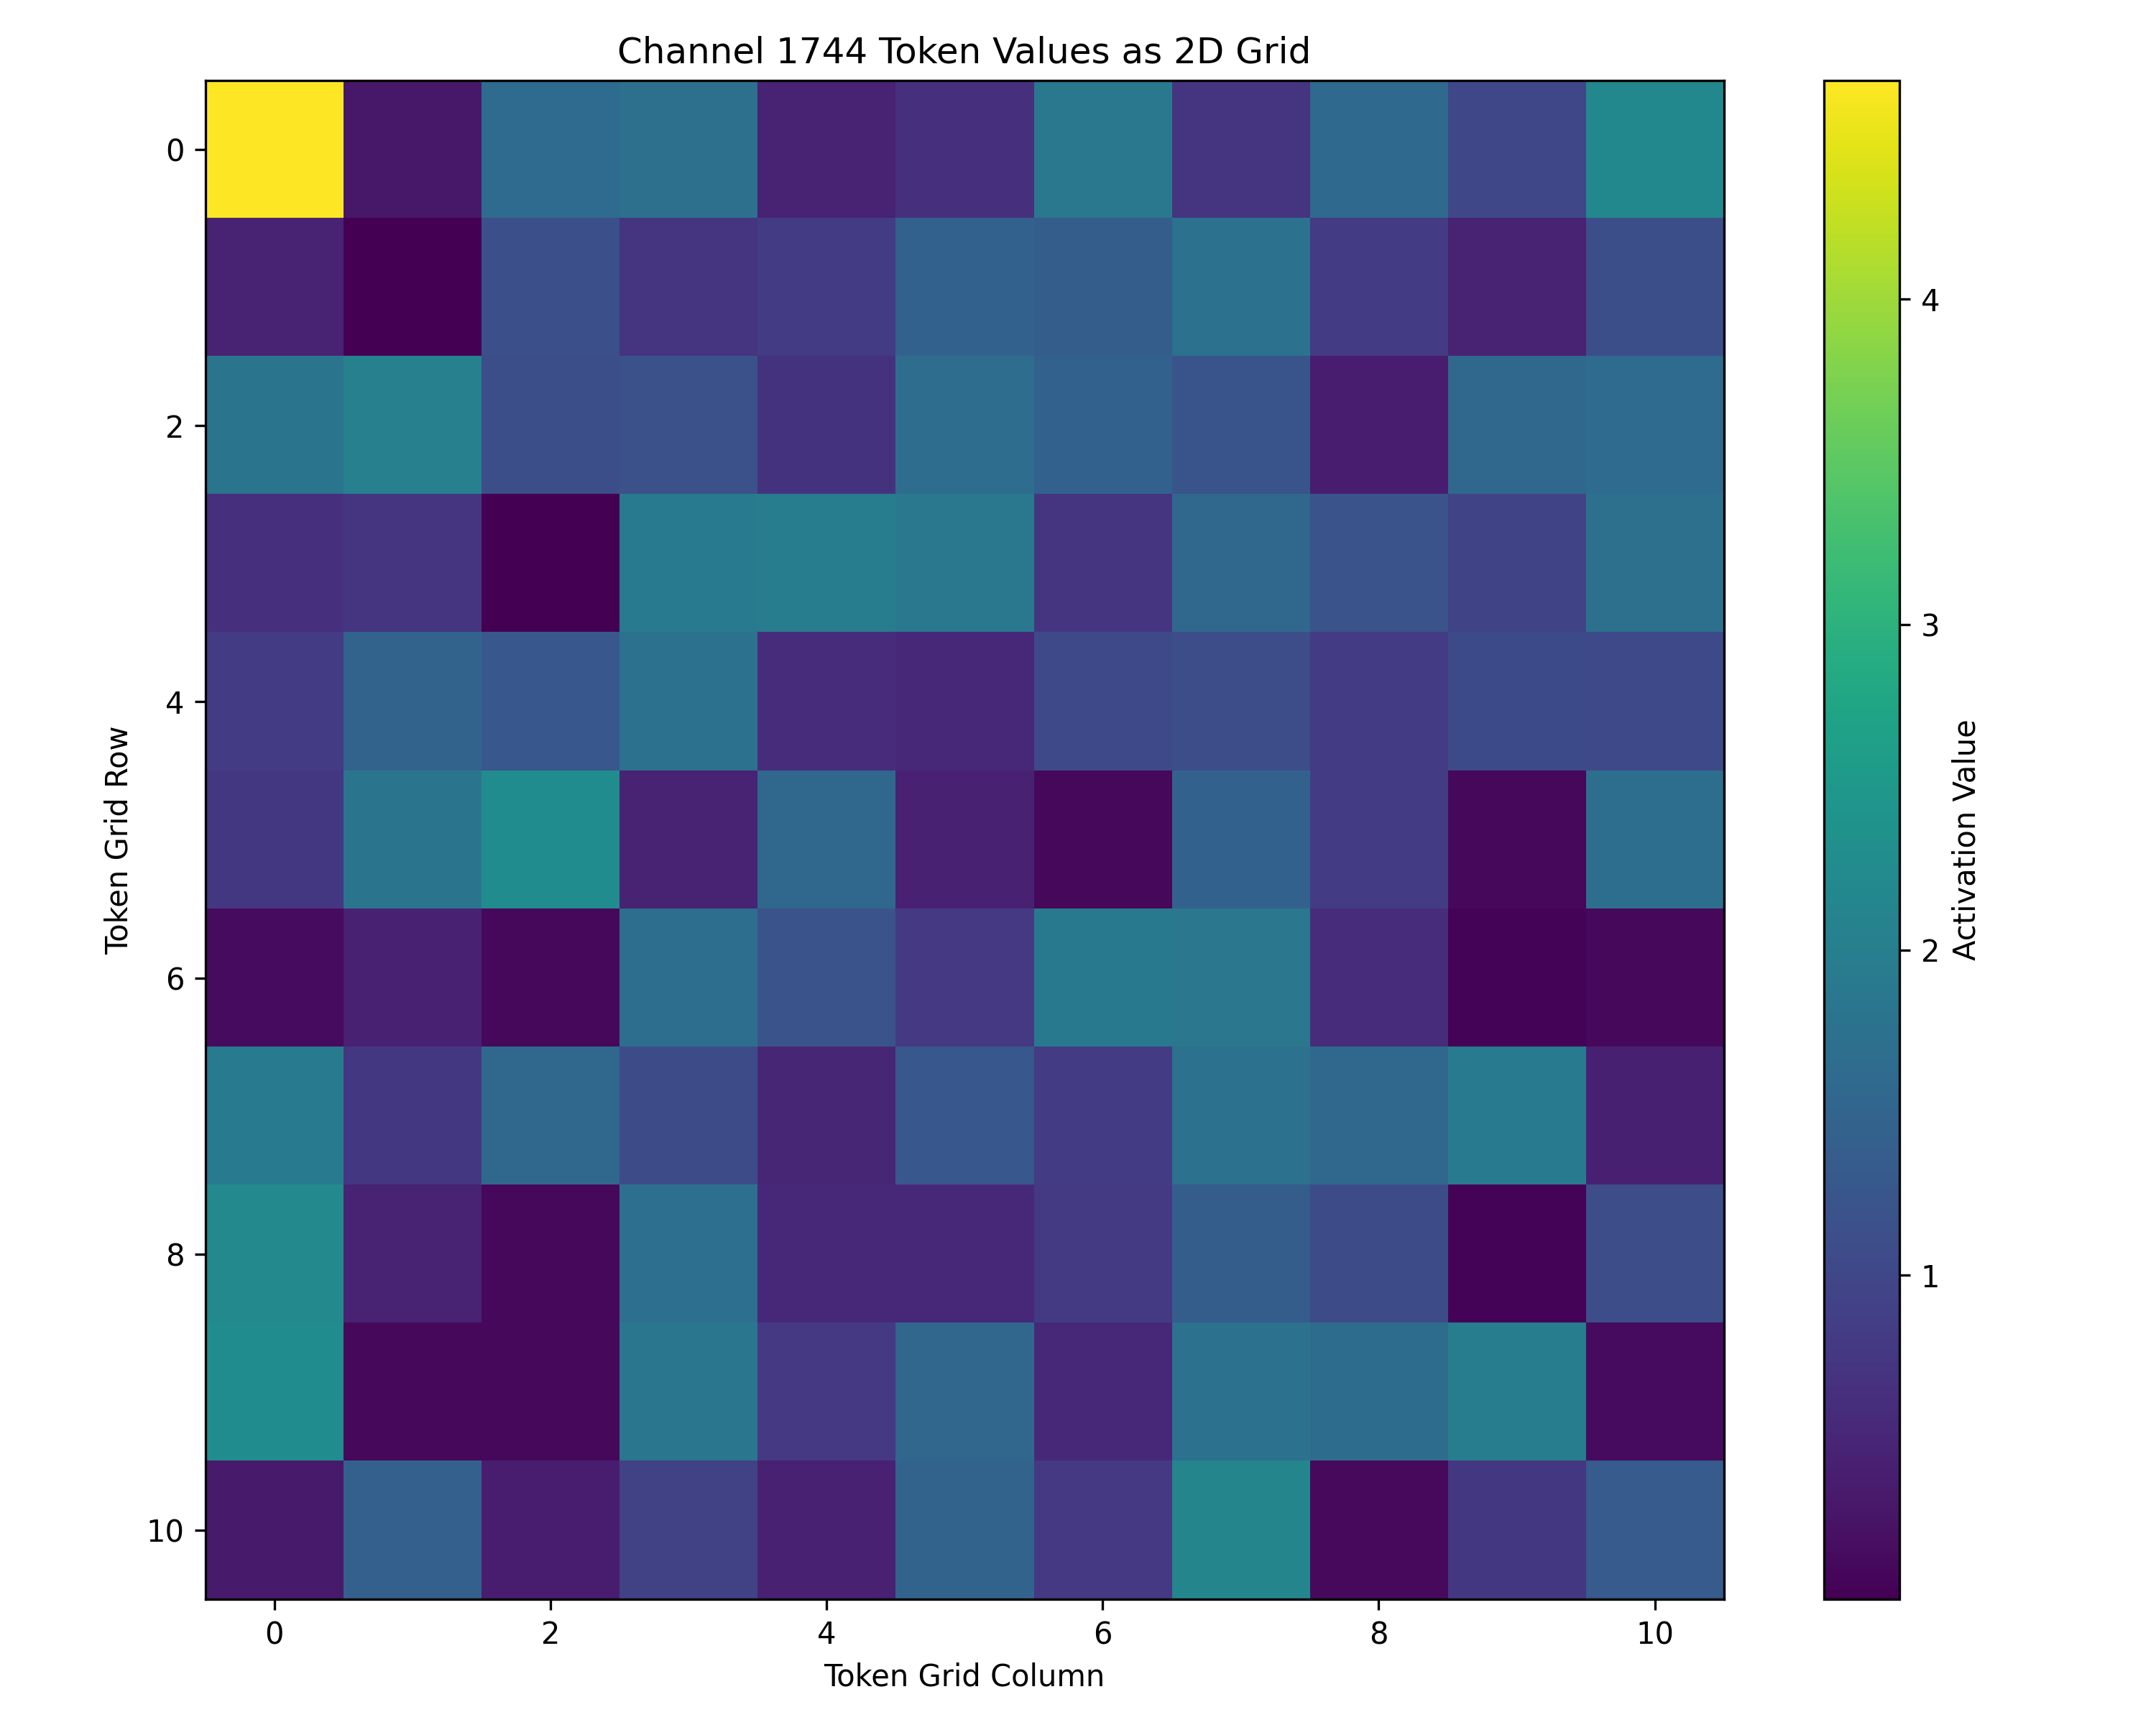 Channel 1744 Token Values as 2D Grid
0
2
4
6
8
10
Token Grid Row
0 2 4 6 8 10
Token Grid Column
4
3
2
1
Activation Value